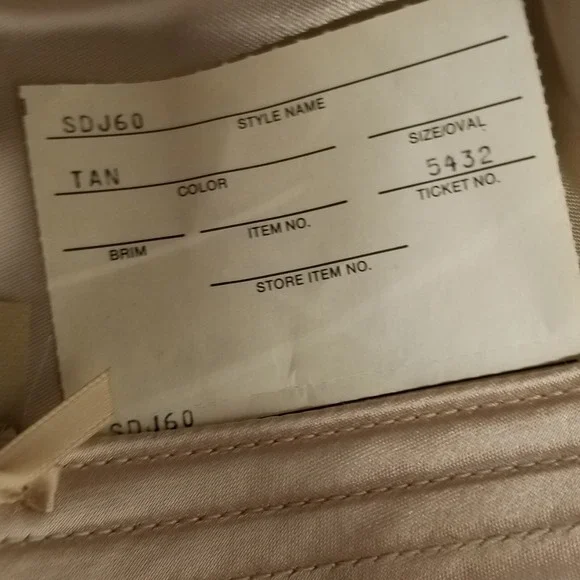 SDJ60
STYLE NAME
SIZE/OVAL
TAN
COLOR
5432
TICKET NO.
BRIM
ITEM NO.
STORE ITEM NO.
SDJ60